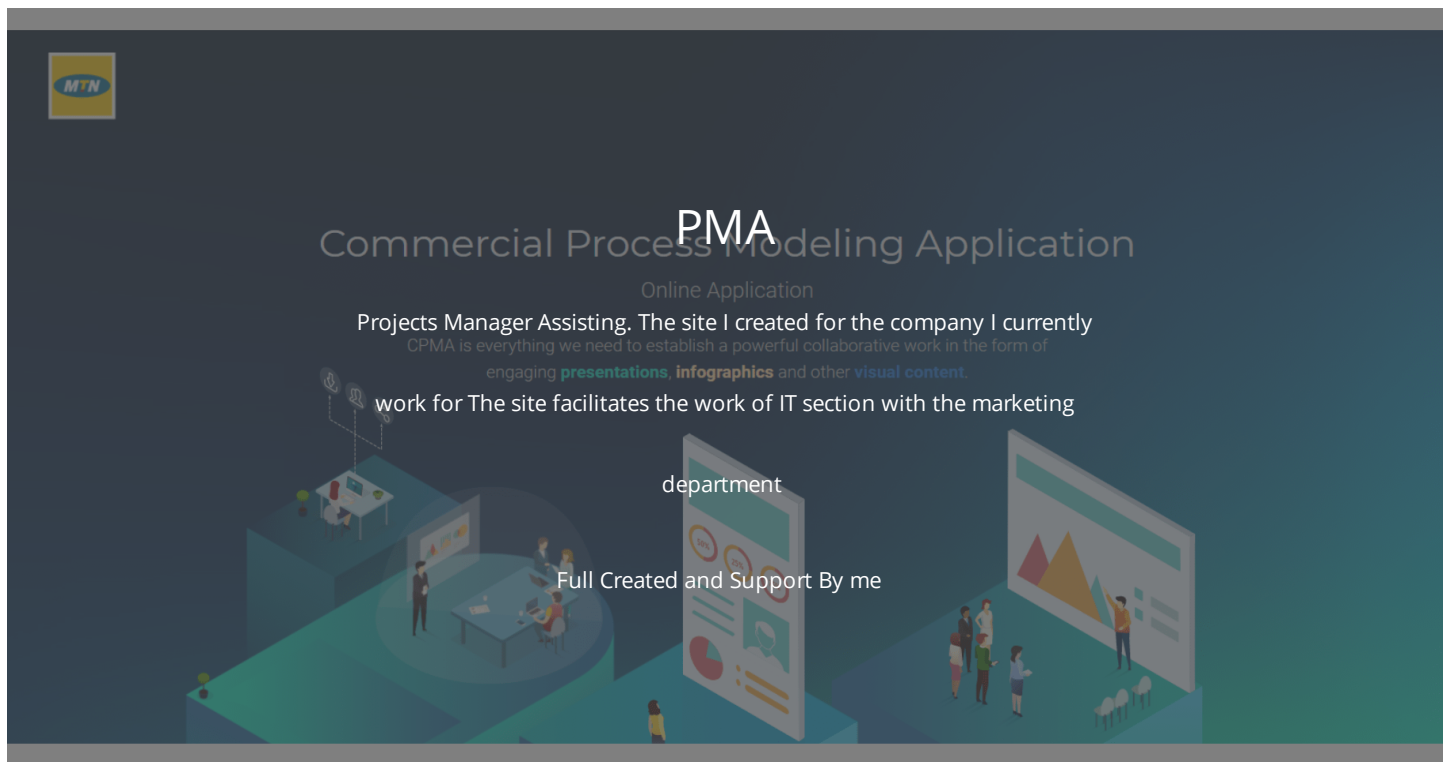 MTN
PMA
Commercial Process Modeling Application
Online Application
Projects Manager Assisting. The site I created for the company I currently
CPMA is everything we need to establish a powerful collaborative work in the form of
engaging presentations, infographics and other visual content.
work for The site facilitates the work of IT section with the marketing
department
50%
25%
Full Created and Support By me